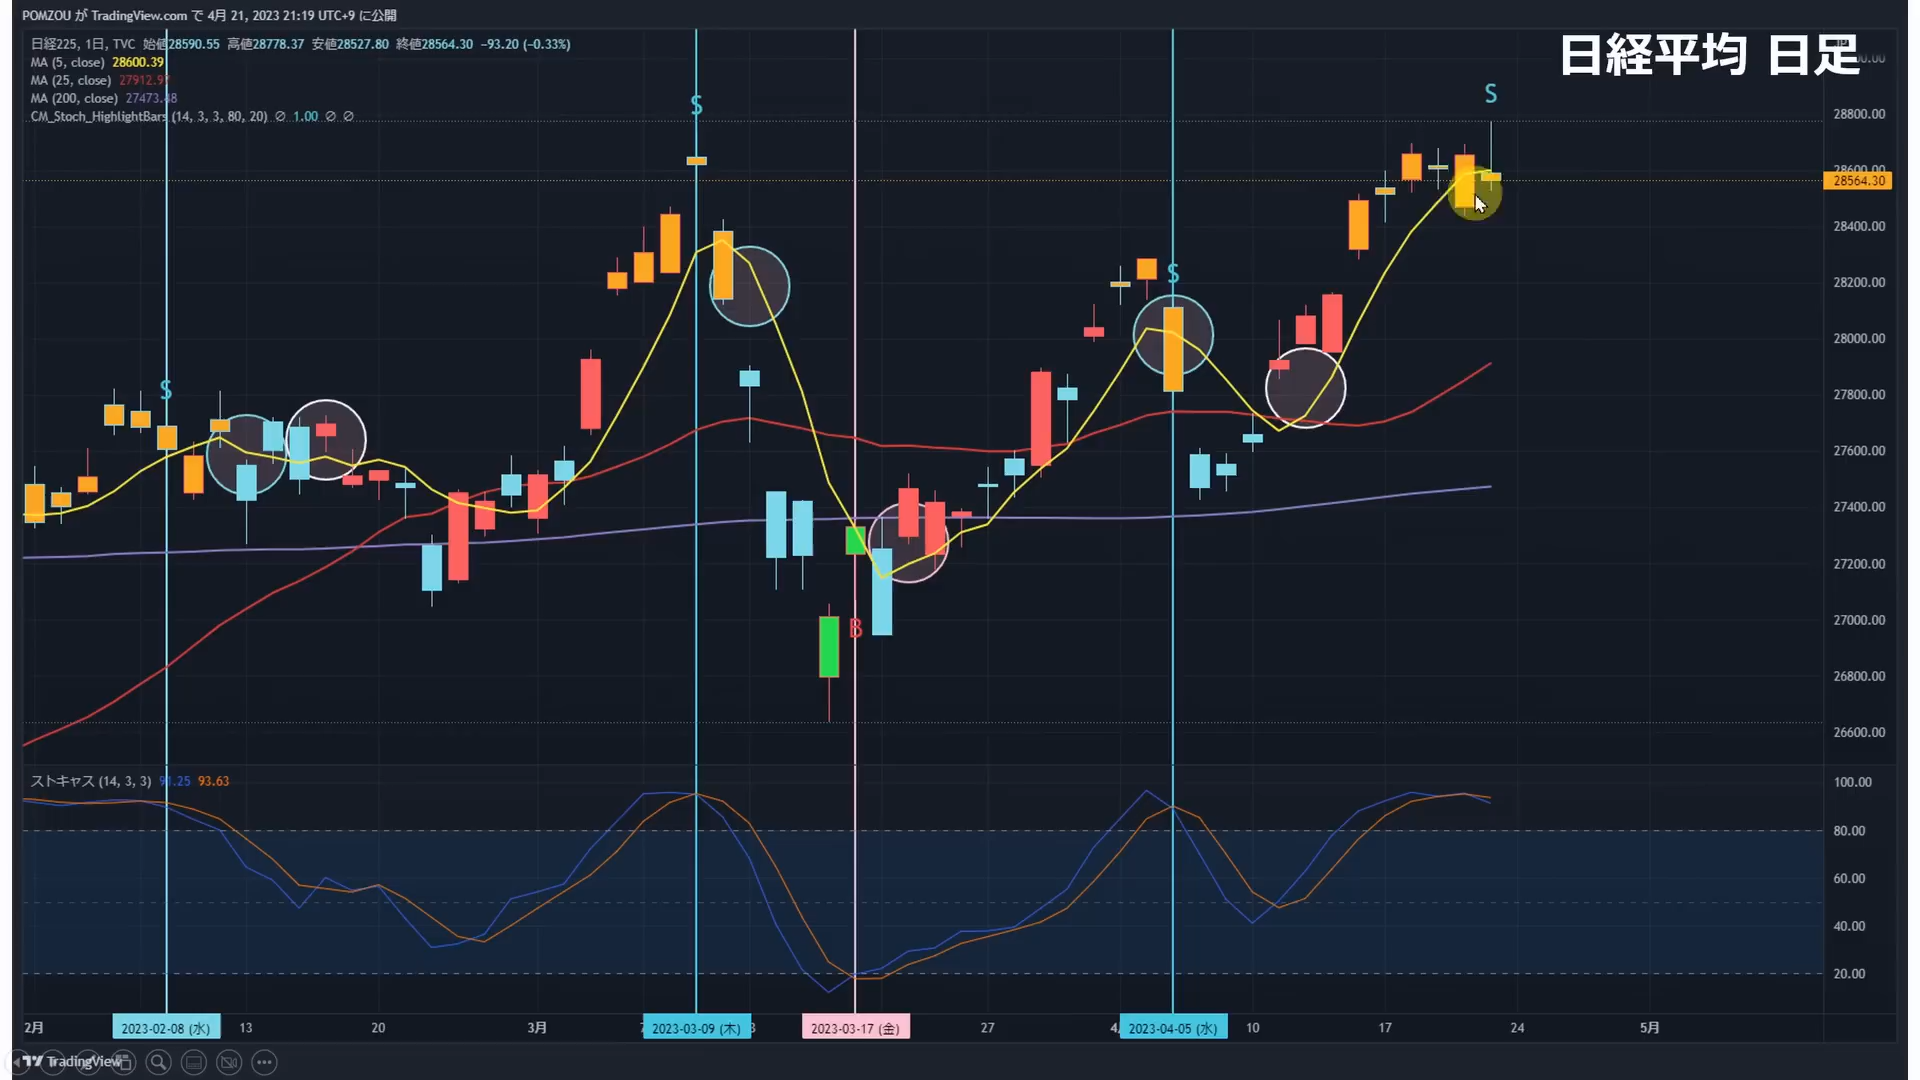 POMZOU が TradingView.com で 4月 21, 2023 21:19 UTC+9 に公開
日経平均 日足
日経225, 1日, TVC 始値28590.55 高値28778.37 安値28527.80 終値28564.30 −93.20 (−0.33%)
MA (5, close) 28600.39
MA (25, close) 27912.97
MA (200, close) 27473.48
CM_Stoch_HighlightBars (14, 3, 3, 80, 20) ∅ 1.00 ∅ ∅
S
S
S
S
B
28800.00
28600.00
28564.30
28400.00
28200.00
28000.00
27800.00
27600.00
27400.00
27200.00
27000.00
26800.00
26600.00
ストキャス (14, 3, 3) 91.25 93.63
100.00
80.00
60.00
40.00
20.00
2月 2023-02-08 (水) 13 20 3月 2023-03-09 (木) 2023-03-17 (金) 27 2023-04-05 (水) 10 17 24 5月
TradingView